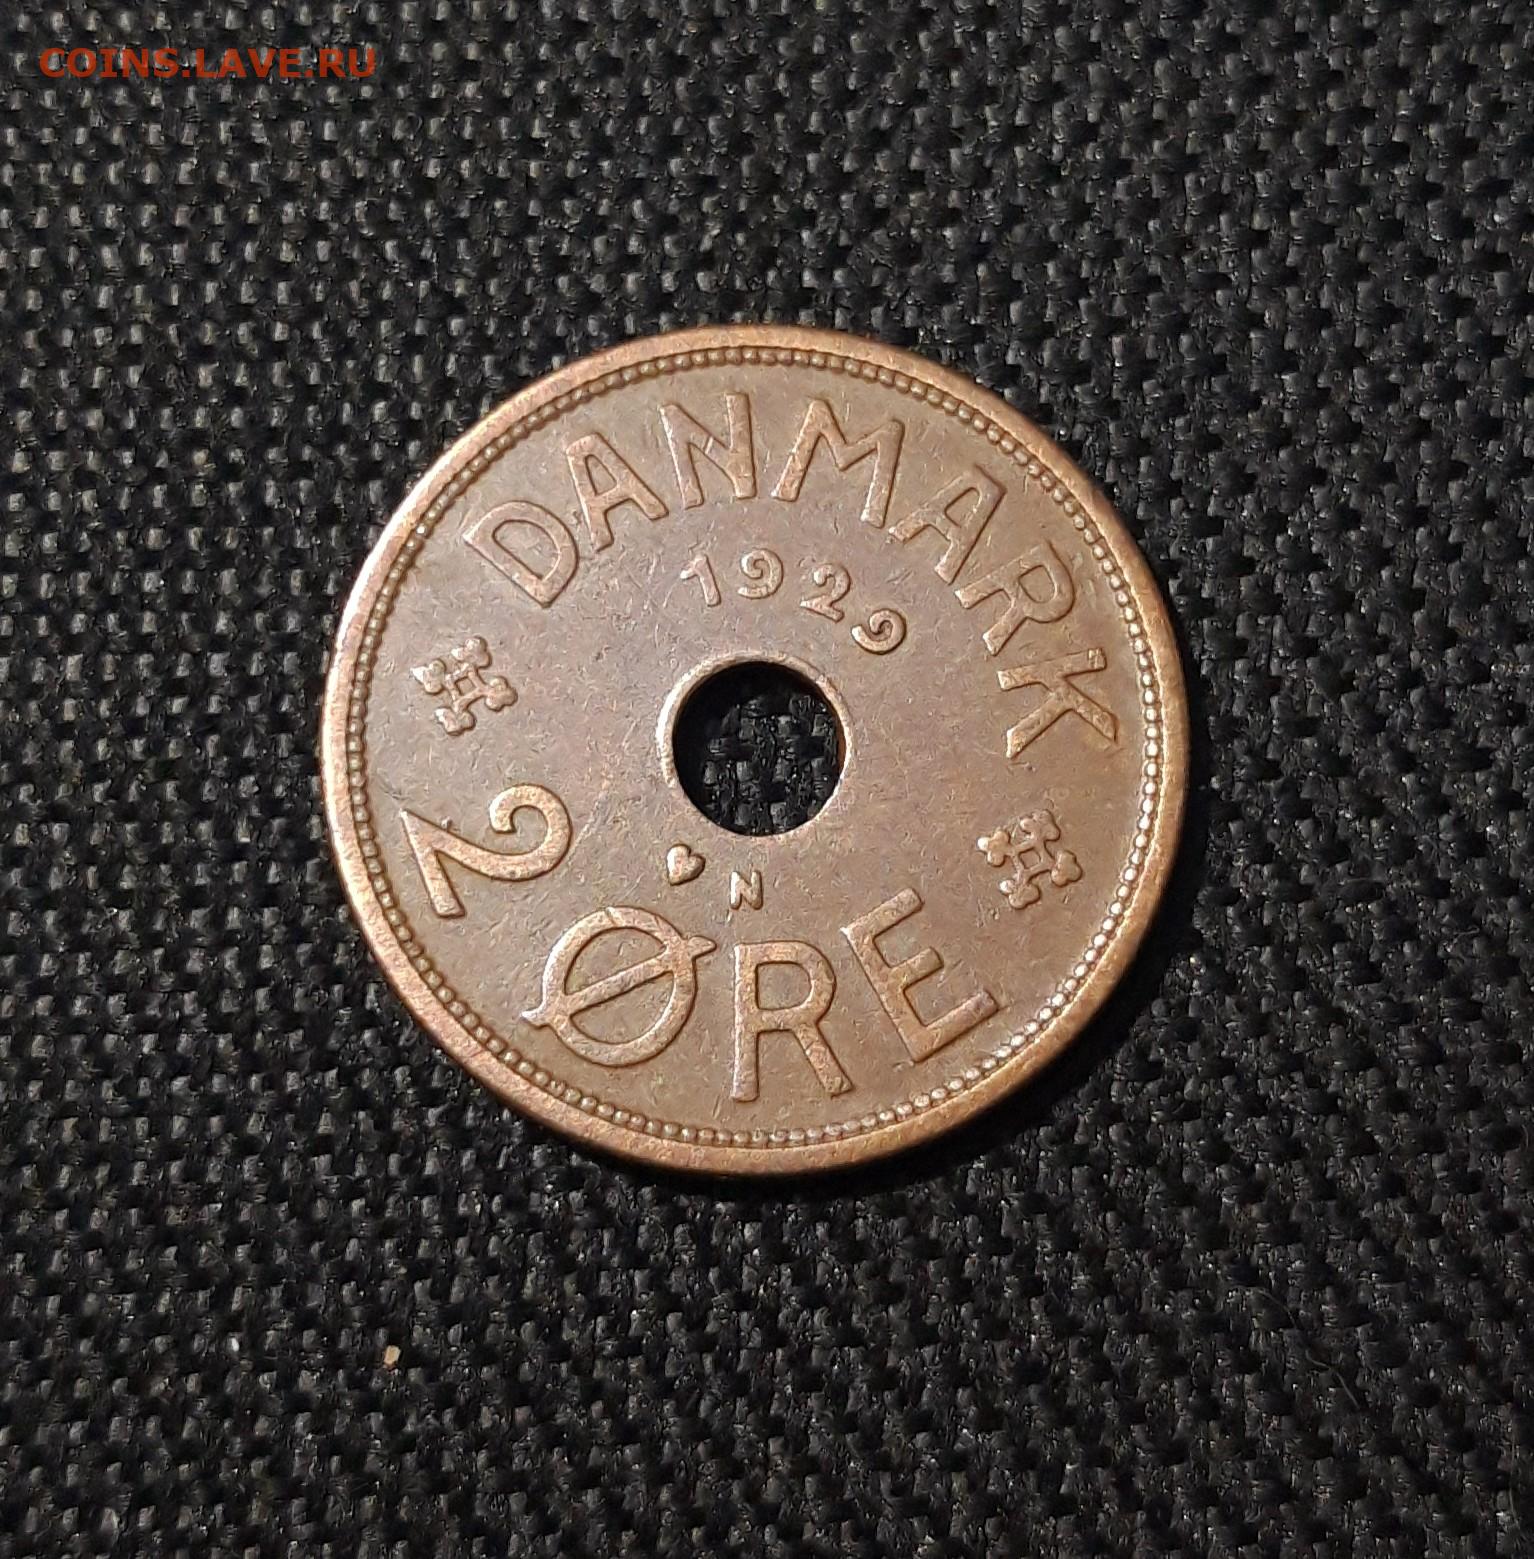 COINS.LAVE.RU
DANMARK
1929
♥ N
2 ØRE